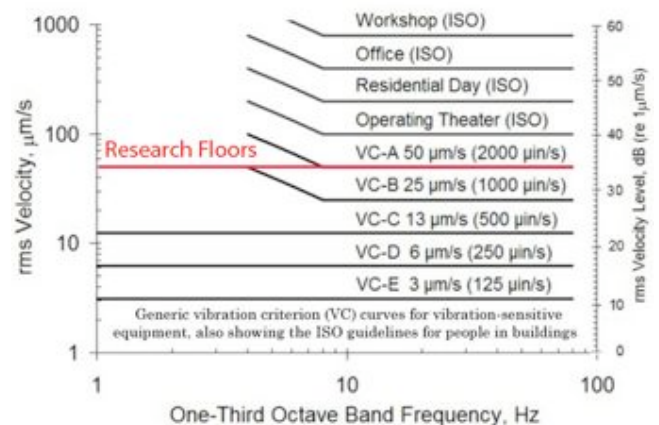 1000
100
10
1
rms Velocity, μm/s
Workshop (ISO)
Office (ISO)
Residential Day (ISO)
Operating Theater (ISO)
Research Floors
VC-A 50 μm/s (2000 μin/s)
VC-B 25 μm/s (1000 μin/s)
VC-C 13 μm/s (500 μin/s)
VC-D 6 μm/s (250 μin/s)
VC-E 3 μm/s (125 μin/s)
Generic vibration criterion (VC) curves for vibration-sensitive
equipment, also showing the ISO guidelines for people in buildings
60
50
40
30
20
10
0
rms Velocity Level, dB (re 1μm/s)
1
10
100
One-Third Octave Band Frequency, Hz